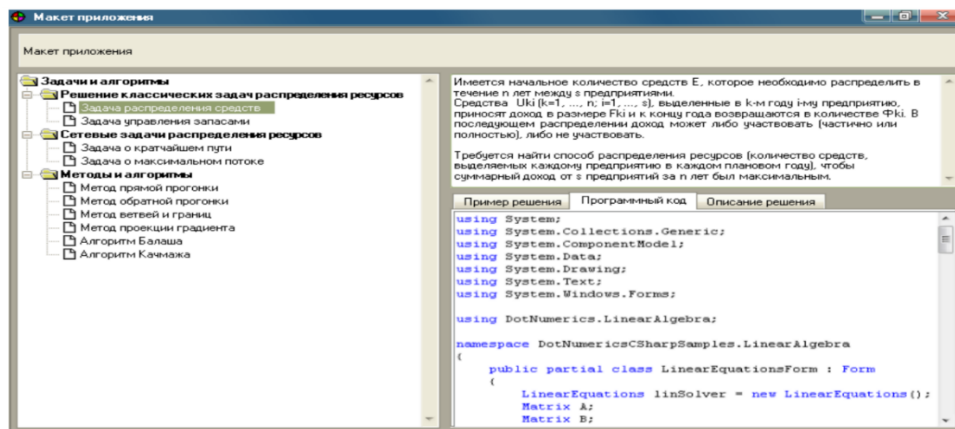 Макет приложения
Макет приложения
Задачи и алгоритмы
Решение классических задач распределения ресурсов
Задача распределения средств
Задача управления запасами
Сетевые задачи распределения ресурсов
Задача о кратчайшем пути
Задача о максимальном потоке
Методы и алгоритмы
Метод прямой прогонки
Метод обратной прогонки
Метод ветвей и границ
Метод проекции градиента
Алгоритм Балаша
Алгоритм Качмажа
Имеется начальное количество средств E, которое необходимо распределить в
течение n лет между s предприятиями.
Средства Uki (k=1, ..., n; i=1, ..., s), выделенные в k-м году i-му предприятию,
приносят доход в размере Fki и к концу года возвращаются в количестве Фki. В
последующем распределении доход может либо участвовать (частично или
полностью), либо не участвовать.
Требуется найти способ распределения ресурсов (количество средств,
выделяемых каждому предприятию в каждом плановом году), чтобы
суммарный доход от s предприятий за n лет был максимальным.
Пример решения Программный код Описание решения
using System;
using System.Collections.Generic;
using System.ComponentModel;
using System.Data;
using System.Drawing;
using System.Text;
using System.Windows.Forms;
using DotNumerics.LinearAlgebra;
namespace DotNumericsCSharpSamples.LinearAlgebra
{
public partial class LinearEquationsForm : Form
{
LinearEquations linSolver = new LinearEquations();
Matrix A;
Matrix B;